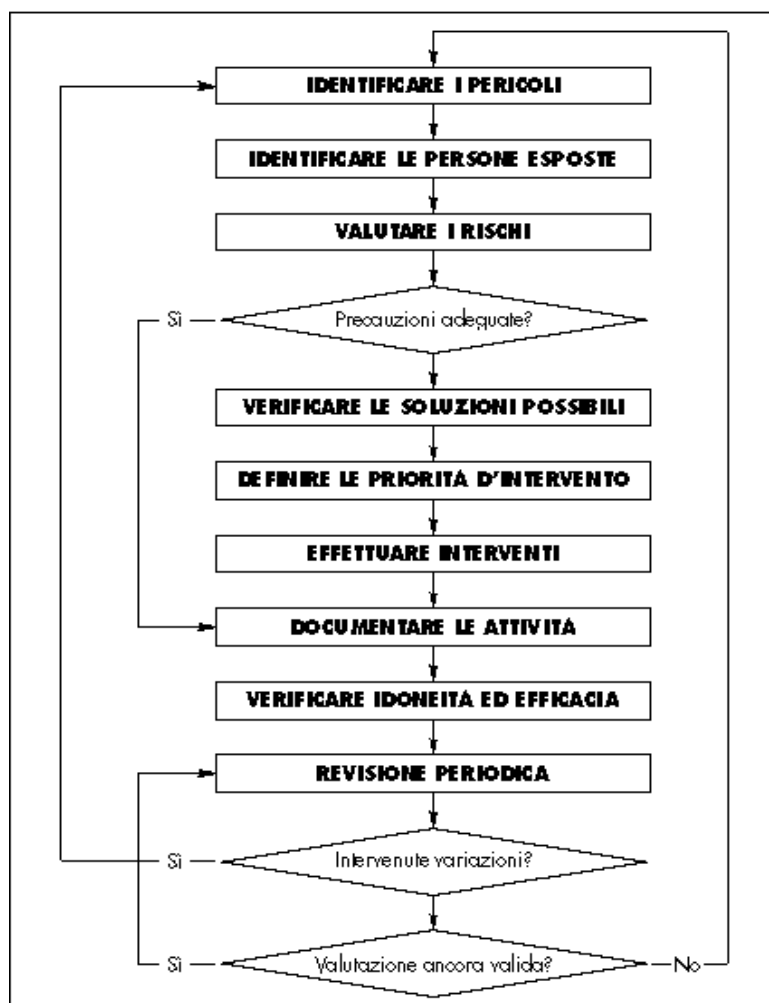 IDENTIFICARE I PERICOLI
IDENTIFICARE LE PERSONE ESPOSTE
VALUTARE I RISCHI
Sì
Precauzioni adeguate?
VERIFICARE LE SOLUZIONI POSSIBILI
DEFINIRE LE PRIORITÀ D'INTERVENTO
EFFETTUARE INTERVENTI
DOCUMENTARE LE ATTIVITÀ
VERIFICARE IDONEITÀ ED EFFICACIA
REVISIONE PERIODICA
Sì
Intervenute variazioni?
Sì
Valutazione ancora valida?
No